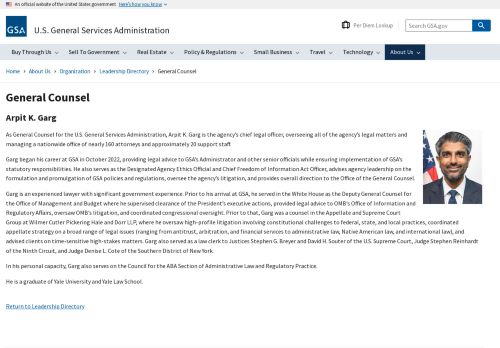 An official website of the United States government Here's how you know
GSA
U.S. General Services Administration
Per Diem Lookup
Search GSA.gov
Buy Through Us Sell To Government Real Estate Policy & Regulations Small Business Travel Technology About Us
Home › About Us › Organization › Leadership Directory › General Counsel
General Counsel
Arpit K. Garg
As General Counsel for the U.S. General Services Administration, Arpit K. Garg is the agency's chief legal officer, overseeing all of the agency's legal matters and
managing a nationwide office of nearly 160 attorneys and approximately 20 support staff
Garg began his career at GSA in October 2022, providing legal advice to GSA's Administrator and other senior officials while ensuring implementation of GSA's
statutory responsibilities. He also serves as the Designated Agency Ethics Official and Chief Freedom of Information Act Officer, advises agency leadership on the
formulation and promulgation of GSA policies and regulations, oversee the agency's litigation, and provides overall direction to the Office of the General Counsel.
Garg is an experienced lawyer with significant government experience. Prior to his arrival at GSA, he served in the White House as the Deputy General Counsel for
the Office of Management and Budget where he supervised clearance of the President's executive actions, provided legal advice to OMB's Office of Information and
Regulatory Affairs, oversaw OMB's litigation, and coordinated congressional oversight. Prior to that, Garg was a counsel in the Appellate and Supreme Court
Group at Wilmer Cutler Pickering Hale and Dorr LLP, where he oversaw high-profile litigation involving constitutional challenges to federal, state, and local practices, coordinated
appellate strategy on a broad range of legal issues (ranging from antitrust, arbitration, and financial services to administrative law, Native American law, and international law), and
advised clients on time-sensitive high-stakes matters. Garg also served as a law clerk to Justices Stephen G. Breyer and David H. Souter of the U.S. Supreme Court, Judge Stephen Reinhardt
of the Ninth Circuit, and Judge Denise L. Cote of the Southern District of New York.
In his personal capacity, Garg also serves on the Council for the ABA Section of Administrative Law and Regulatory Practice.
He is a graduate of Yale University and Yale Law School.
Return to Leadership Directory